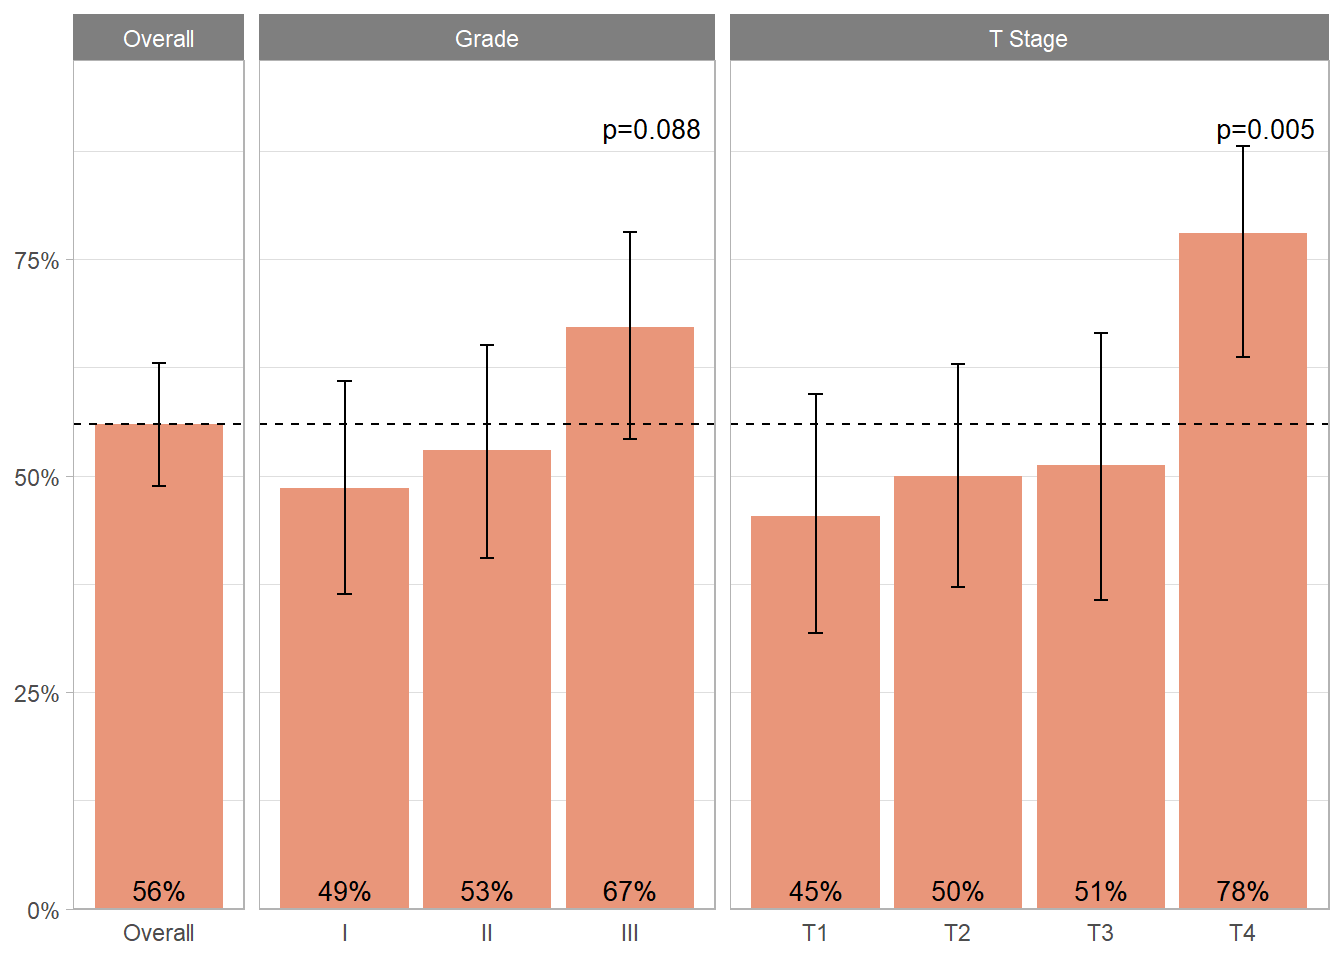 Overall
Grade
T Stage
p=0.088
p=0.005
75%
50%
25%
0%
56%
49%
53%
67%
45%
50%
51%
78%
Overall
I
II
III
T1
T2
T3
T4